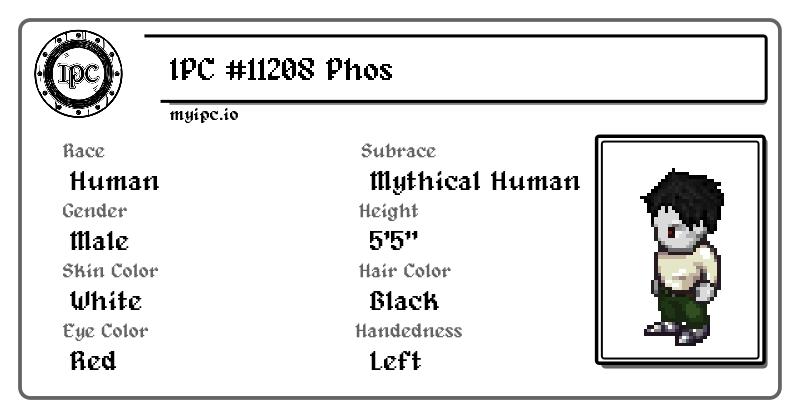 IPC
IPC #11208 Phos
myipc.io
Race
Subrace
Human
Mythical Human
Gender
Height
Male
5'5"
Skin Color
Hair Color
White
Black
Eye Color
Handedness
Red
Left